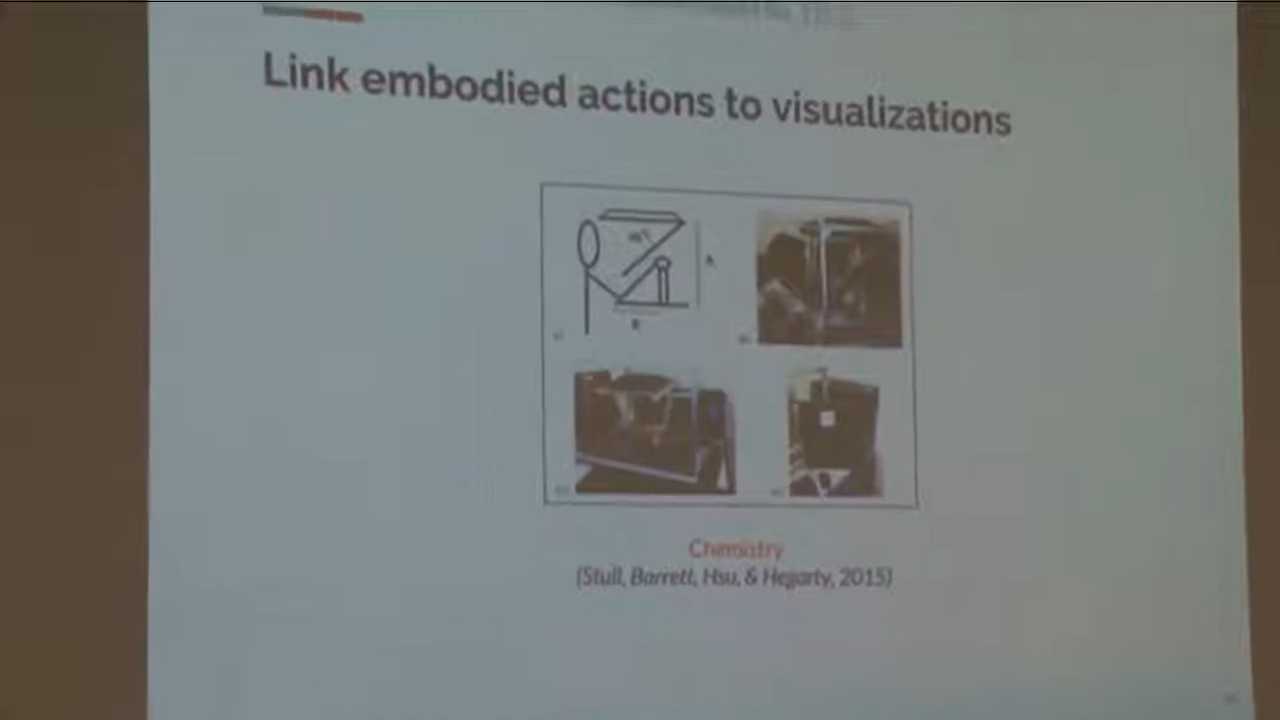 Link embodied actions to visualizations
Chemistry
(Stull, Barrett, Hsu, & Hegarty, 2015)